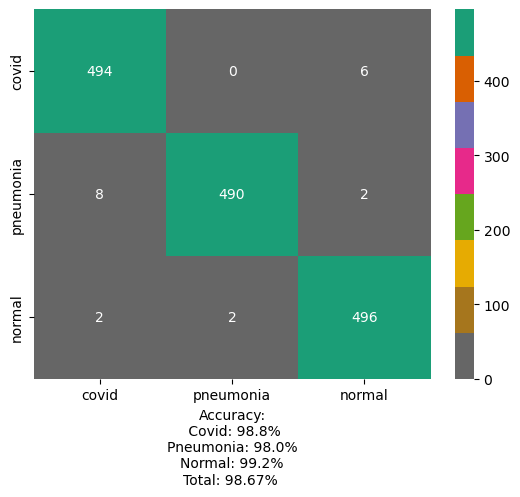 covid
494 0 6
pneumonia
8 490 2
normal
2 2 496
covid pneumonia normal
400
300
200
100
0
Accuracy:
Covid: 98.8%
Pneumonia: 98.0%
Normal: 99.2%
Total: 98.67%